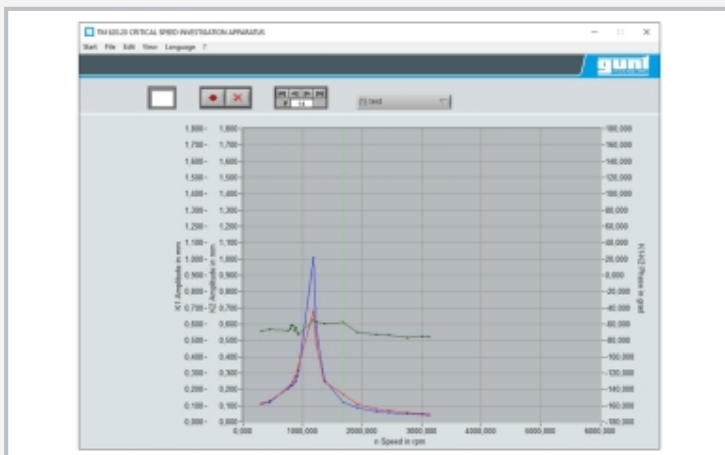 TM 620.20 CRITICAL SPEED INVESTIGATION APPARATUS
Start File Edit View Language ?
gunt
(1) test
1,800- 1,800- -180,000
1,700- 1,700- -160,000
1,600- 1,600- -140,000
1,500- 1,500- -120,000
1,400- 1,400- -100,000
1,300- 1,300- -80,000
1,200- 1,200- -60,000
1,100- 1,100- -40,000
1,000- 1,000- -20,000
0,900- 0,900- -0,000
0,800- 0,800- --20,000
0,700- 0,700- --40,000
0,600- 0,600- --60,000
0,500- 0,500- --80,000
0,400- 0,400- --100,000
0,300- 0,300- --120,000
0,200- 0,200- --140,000
0,100- 0,100- --160,000
0,000- 0,000- --180,000
K1 Amplitude in mm
K2 Amplitude in mm
K1/K2 Phase in grad
0,000 1000,000 2000,000 3000,000 4000,000 5000,000 6000,000
n Speed in rpm